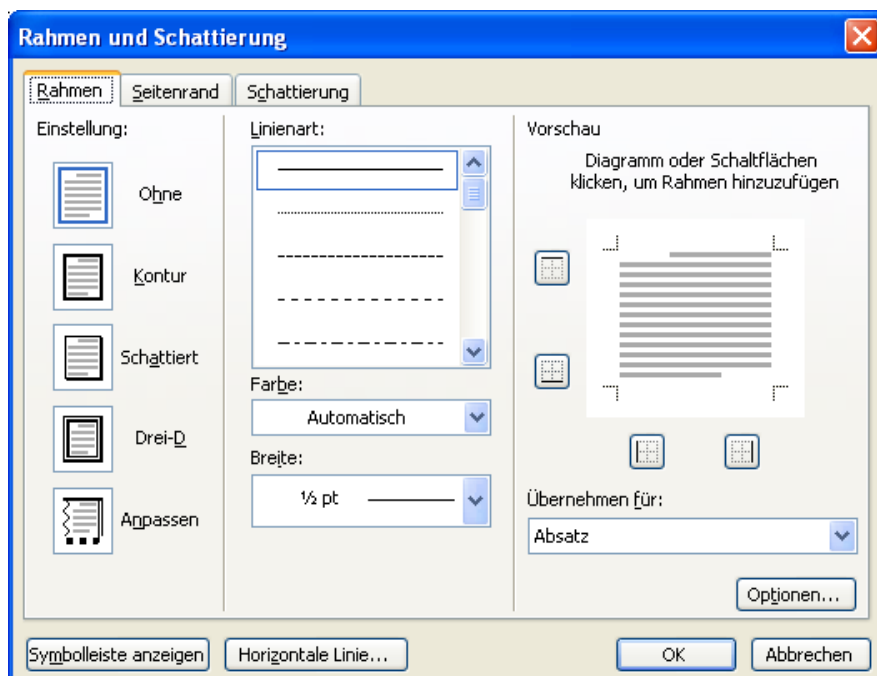 Rahmen und Schattierung
Rahmen
Seitenrand
Schattierung
Einstellung:
Ohne
Kontur
Schattiert
Drei-D
Anpassen
Linienart:
Farbe:
Automatisch
Breite:
½ pt
Vorschau
Diagramm oder Schaltflächen
klicken, um Rahmen hinzuzufügen
Übernehmen für:
Absatz
Optionen...
Symbolleiste anzeigen
Horizontale Linie...
OK
Abbrechen